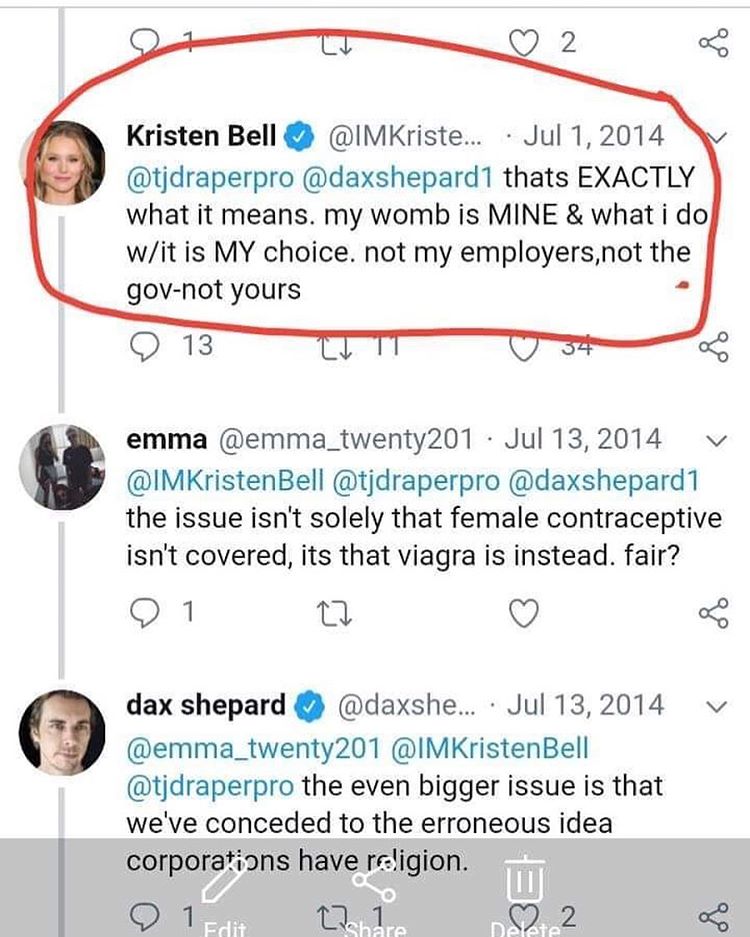 1 2
Kristen Bell @IMKriste... · Jul 1, 2014
@tjdraperpro @daxshepard1 thats EXACTLY
what it means. my womb is MINE & what i do
w/it is MY choice. not my employers,not the
gov-not yours
13 11 34
emma @emma_twenty201 · Jul 13, 2014
@IMKristenBell @tjdraperpro @daxshepard1
the issue isn't solely that female contraceptive
isn't covered, its that viagra is instead. fair?
1
dax shepard @daxshe... · Jul 13, 2014
@emma_twenty201 @IMKristenBell
@tjdraperpro the even bigger issue is that
we've conceded to the erroneous idea
corporations have religion.
1 1 2
Edit Share Delete